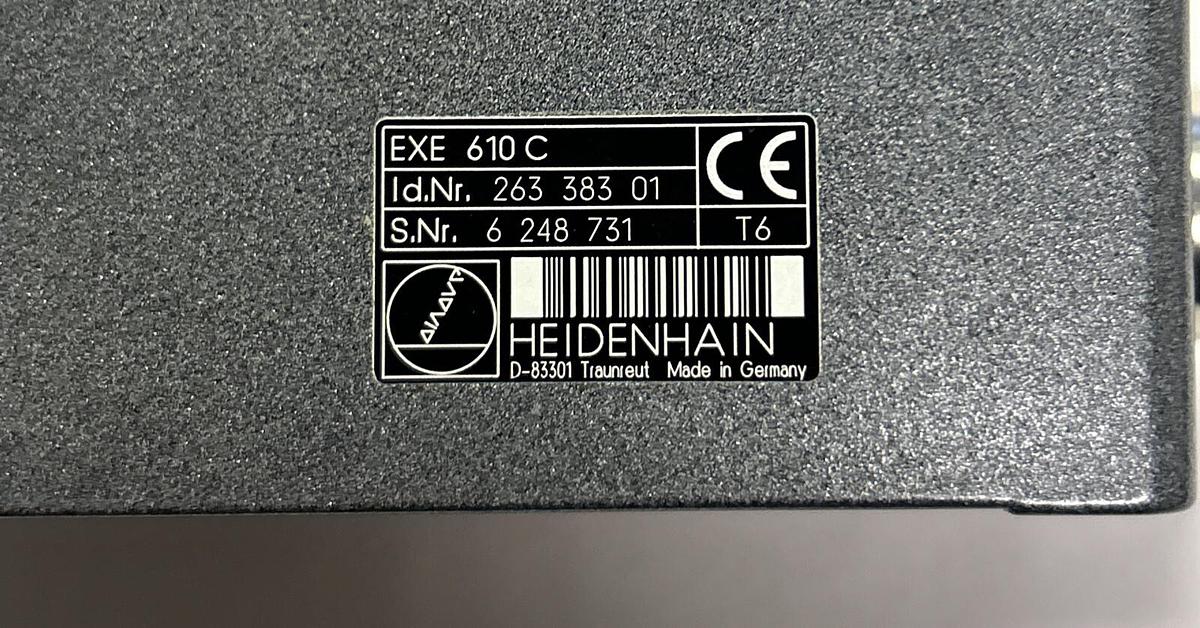 EXE 610 C
CE
Id.Nr. 263 383 01
S.Nr. 6 248 731
T6
HEIDENHAIN
D-83301 Traunreut Made in Germany